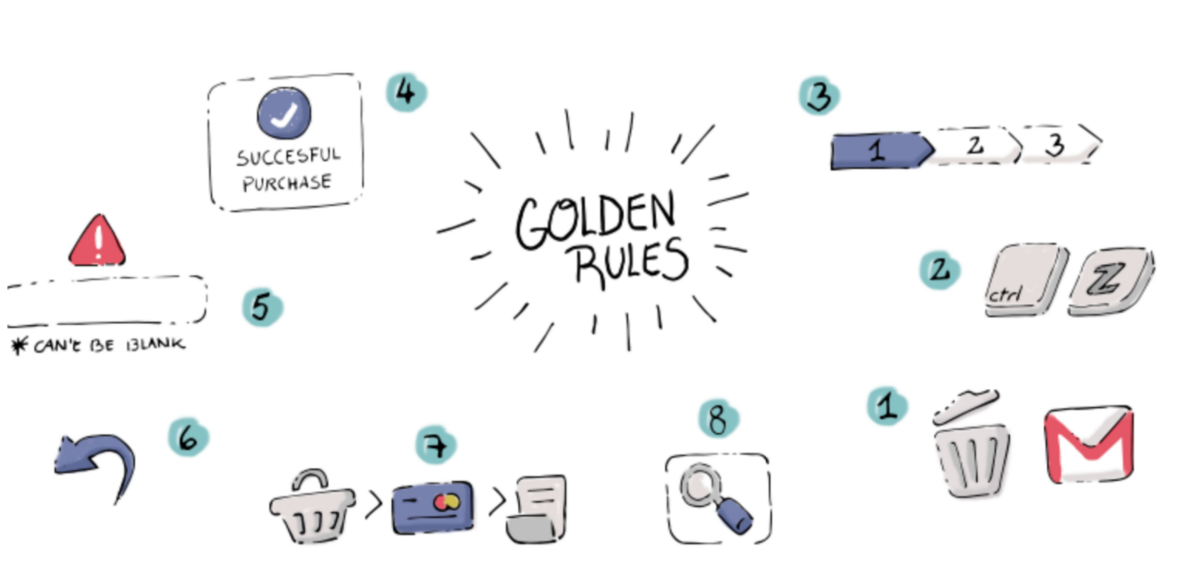 4
SUCCESFUL
PURCHASE
3
1 2 3
GOLDEN
RULES
5
* CAN't BE BLANK
2
ctrl Z
6
7
8
1
M